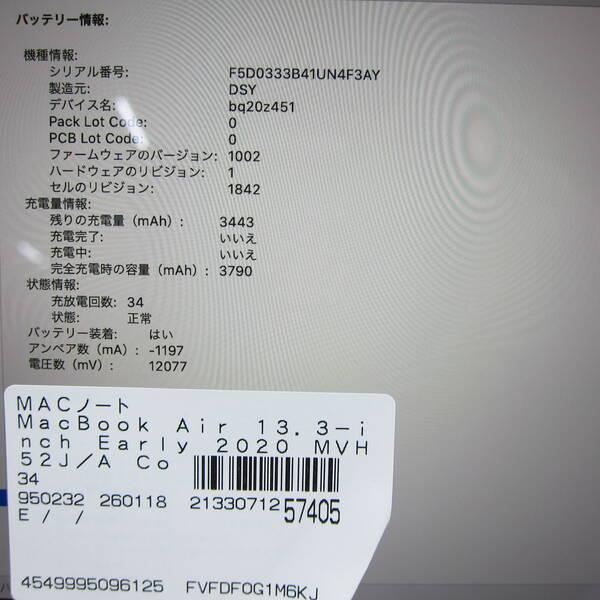 バッテリー情報:
機種情報:
シリアル番号: F5D0333B41UN4F3AY
製造元: DSY
デバイス名: bq20z451
Pack Lot Code: 0
PCB Lot Code: 0
ファームウェアのバージョン: 1002
ハードウェアのリビジョン: 1
セルのリビジョン: 1842
充電量情報:
残りの充電量（mAh）: 3443
充電完了: いいえ
充電中: いいえ
完全充電時の容量（mAh）: 3790
状態情報:
充放電回数: 34
状態: 正常
バッテリー装着: はい
アンペア数（mA）: -1197
電圧数（mV）: 12077
MACノート
MacBook Air 13.3-i
nch Early 2020 MVH
52J/A Co
34
950232 260118 2133071257405
E / /
4549995096125 FVFDF0G1M6KJ